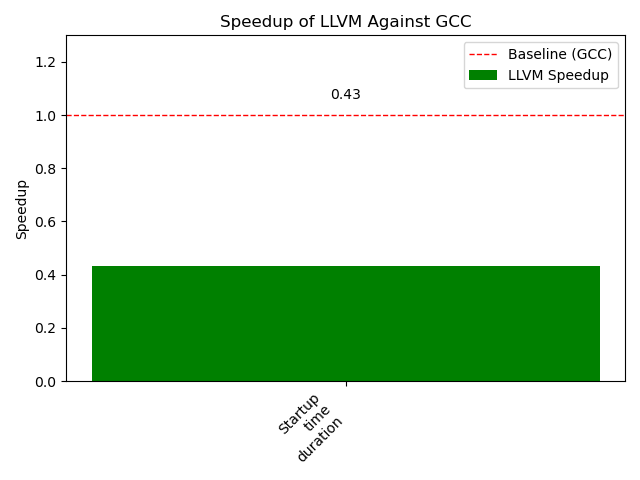 Speedup of LLVM Against GCC
Baseline (GCC)
LLVM Speedup
0.43
1.2
1.0
0.8
0.6
0.4
0.2
0.0
Speedup
Startup
time
duration